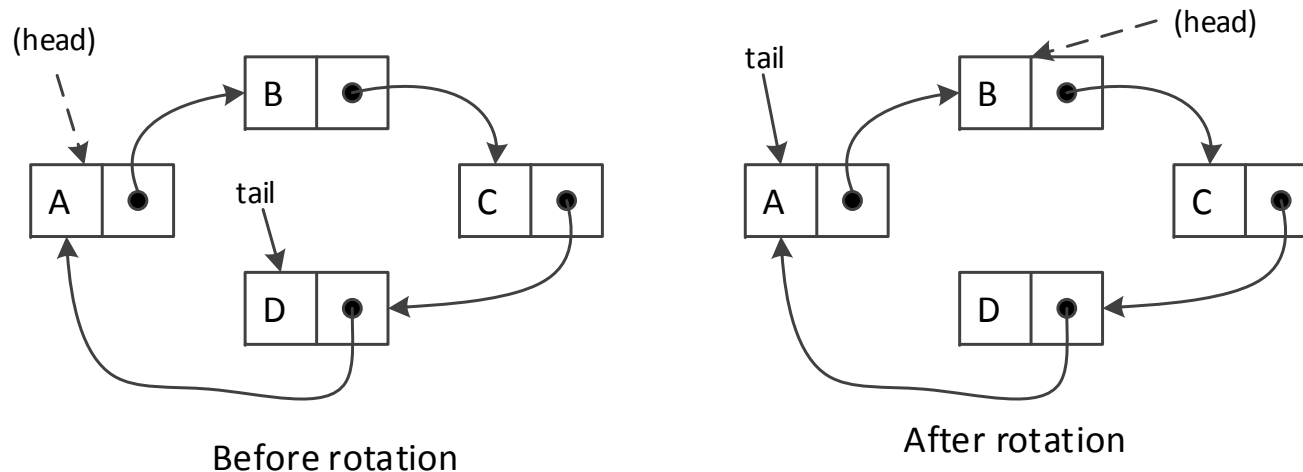 (head)
B
A
C
tail
D
Before rotation
(head)
tail
B
A
C
D
After rotation